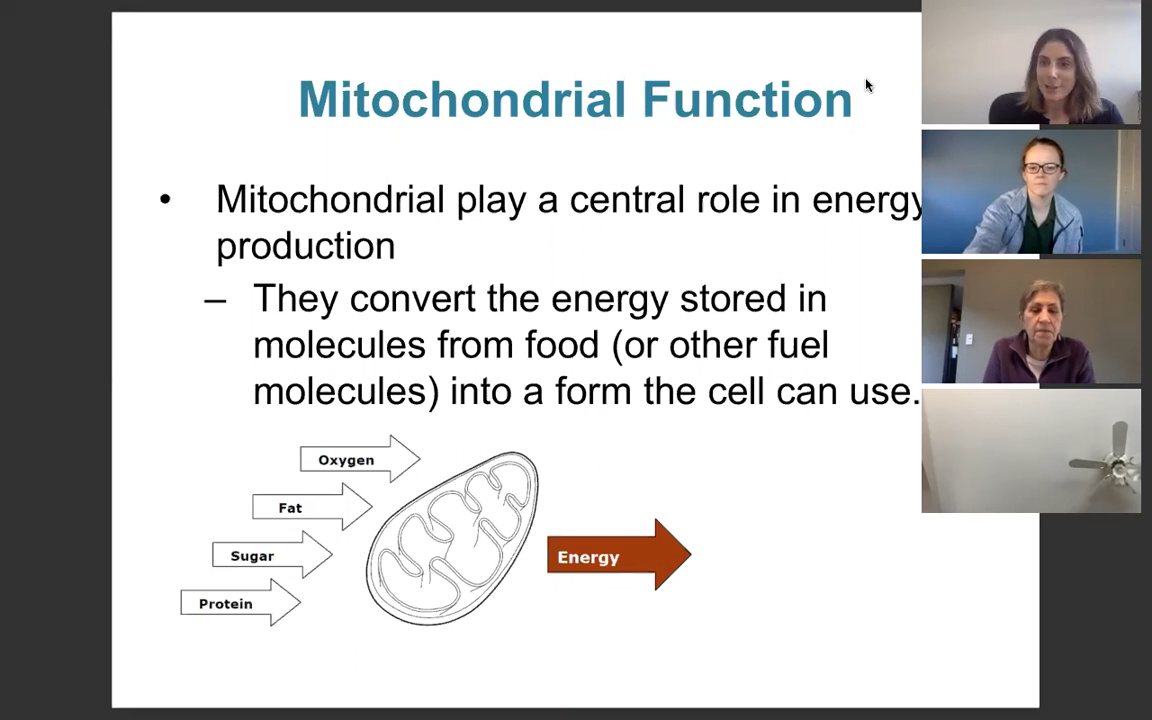 Mitochondrial Function
• Mitochondrial play a central role in energy
production
– They convert the energy stored in
molecules from food (or other fuel
molecules) into a form the cell can use.
Oxygen
Fat
Sugar
Protein
Energy